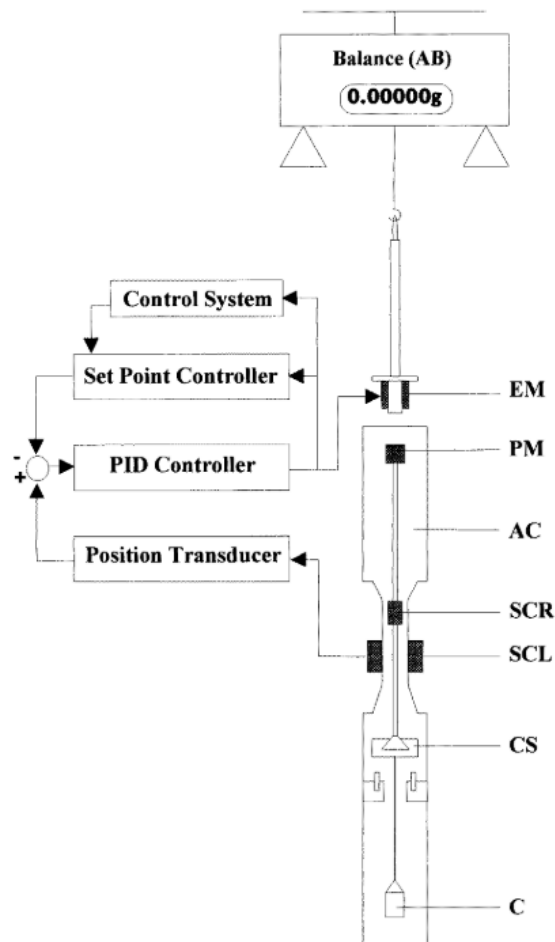 Balance (AB)
0.00000g
Control System
Set Point Controller
EM
-
+
PID Controller
PM
AC
Position Transducer
SCR
SCL
CS
C